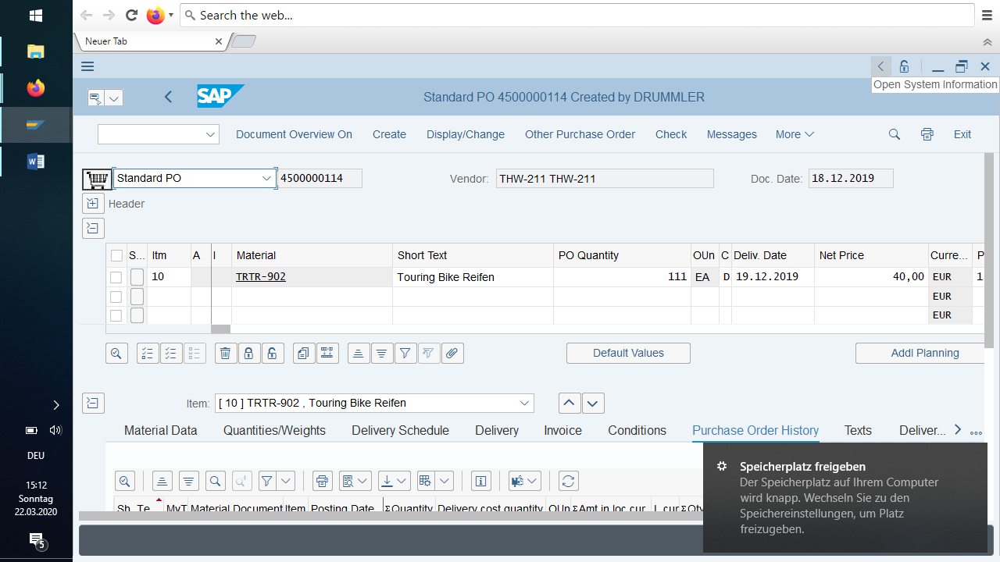 Search the web...
Neuer Tab
Open System Information
SAP
Standard PO 4500000114 Created by DRUMMLER
Document Overview On Create Display/Change Other Purchase Order Check Messages More Exit
Standard PO 4500000114 Vendor: THW-211 THW-211 Doc. Date: 18.12.2019
Header
S... Itm A I Material Short Text PO Quantity OUn C Deliv. Date Net Price Curre... P
10 TRTR-902 Touring Bike Reifen 111 EA D 19.12.2019 40,00 EUR 1
EUR
EUR
Default Values Addl Planning
Item: [ 10 ] TRTR-902 , Touring Bike Reifen
Material Data Quantities/Weights Delivery Schedule Delivery Invoice Conditions Purchase Order History Texts Deliver...
Sh. Te MvT Material Document Item Posting Date ΣQuantity Delivery cost quantity OUn ΣAmt.in loc.cur. L.cur ΣQty
Speicherplatz freigeben
Der Speicherplatz auf Ihrem Computer
wird knapp. Wechseln Sie zu den
Speichereinstellungen, um Platz
freizugeben.
DEU
15:12
Sonntag
22.03.2020
5